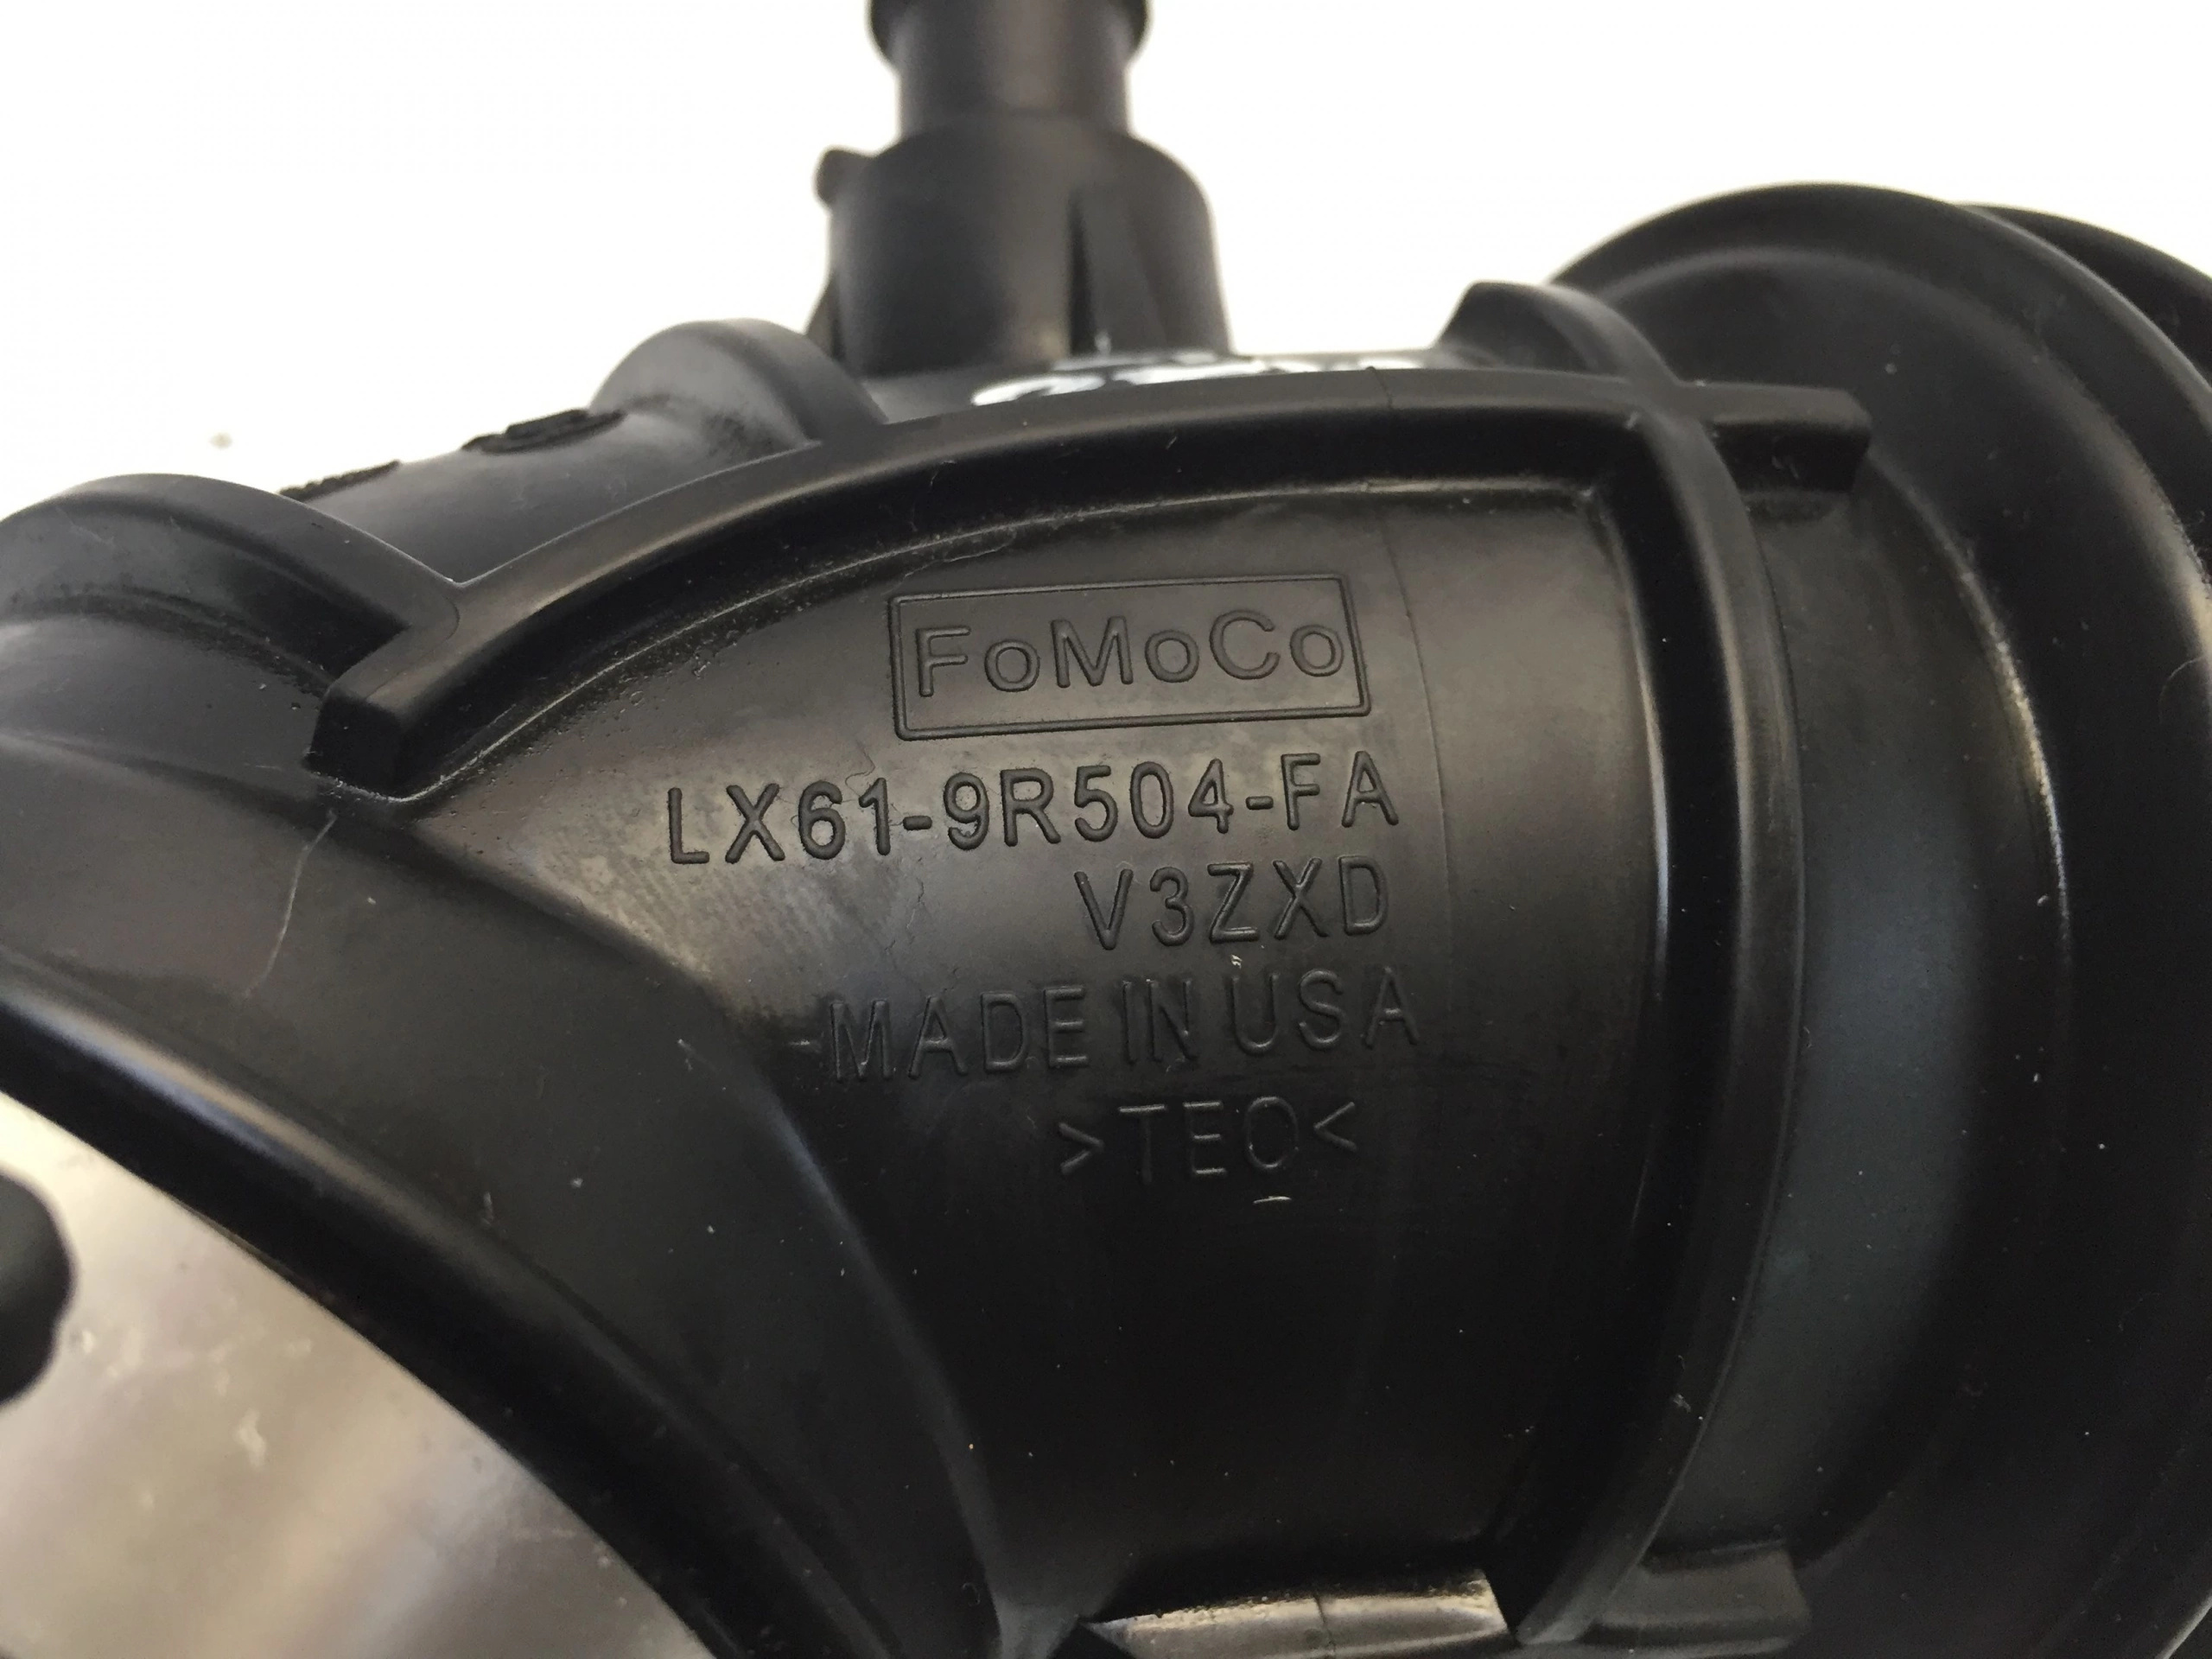 FoMoCo
LX61-9R504-FA
V3ZXD
MADE IN USA
>TEO<